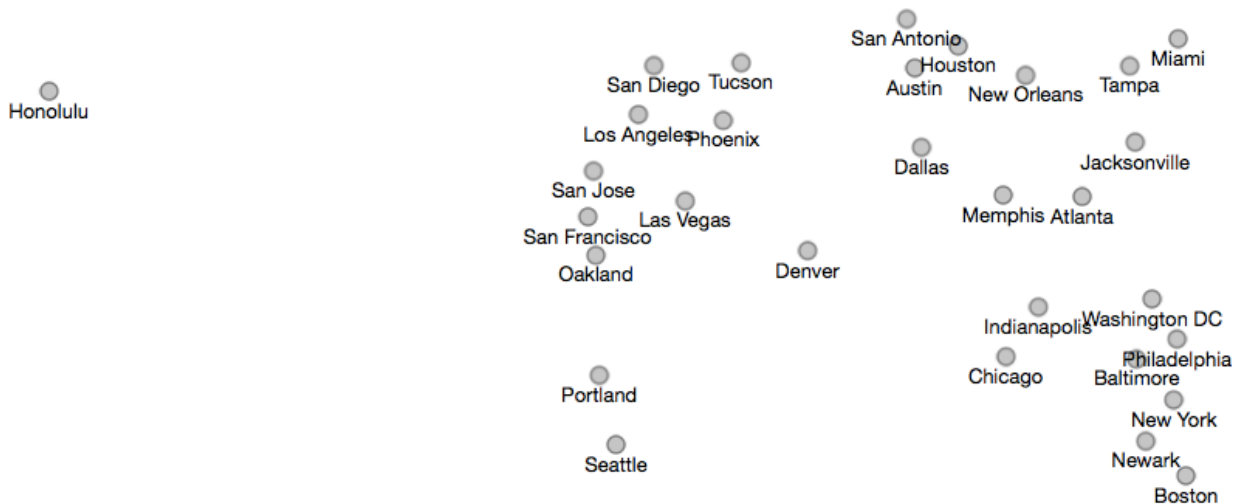 San Antonio
Miami
Houston
San Diego
Tucson
Austin
New Orleans
Tampa
Honolulu
Los Angeles
Phoenix
Dallas
Jacksonville
San Jose
Las Vegas
Memphis
Atlanta
San Francisco
Oakland
Denver
Indianapolis
Washington DC
Philadelphia
Chicago
Baltimore
Portland
New York
Seattle
Newark
Boston